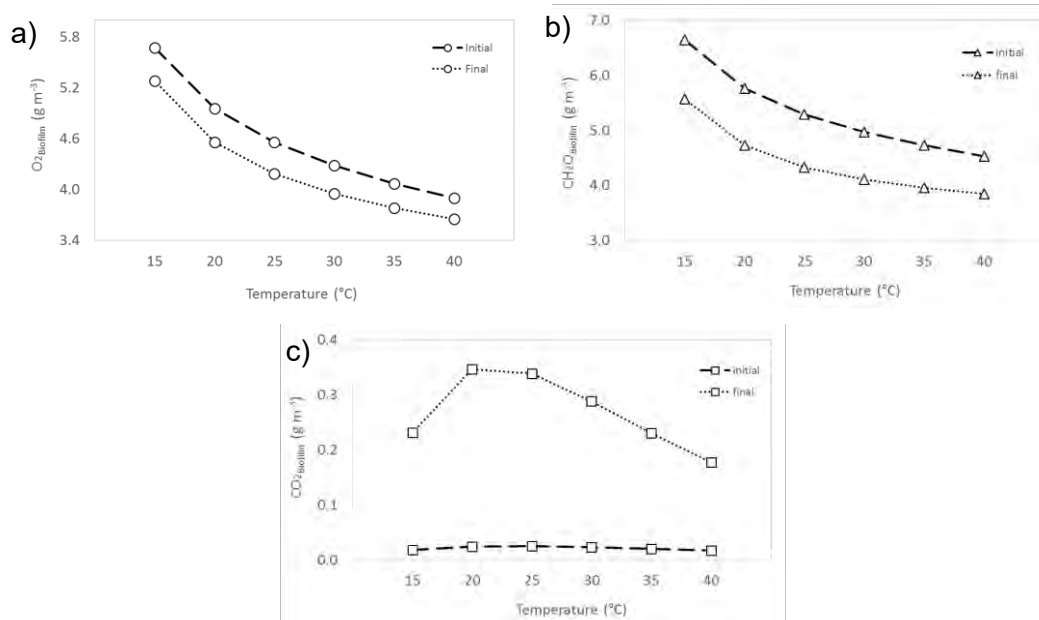 a)
5.8
5.2
4.6
4.0
3.4
O2Biofilm (g m-3)
15 20 25 30 35 40
Temperature (°C)
Initial
Final
b)
7.0
6.0
5.0
4.0
3.0
CH2OBiofilm (g m-3)
15 20 25 30 35 40
Temperature (°C)
initial
final
c)
0.4
0.3
0.2
0.1
0.0
CO2Biofilm (g m-3)
15 20 25 30 35 40
Temperature (°C)
initial
final